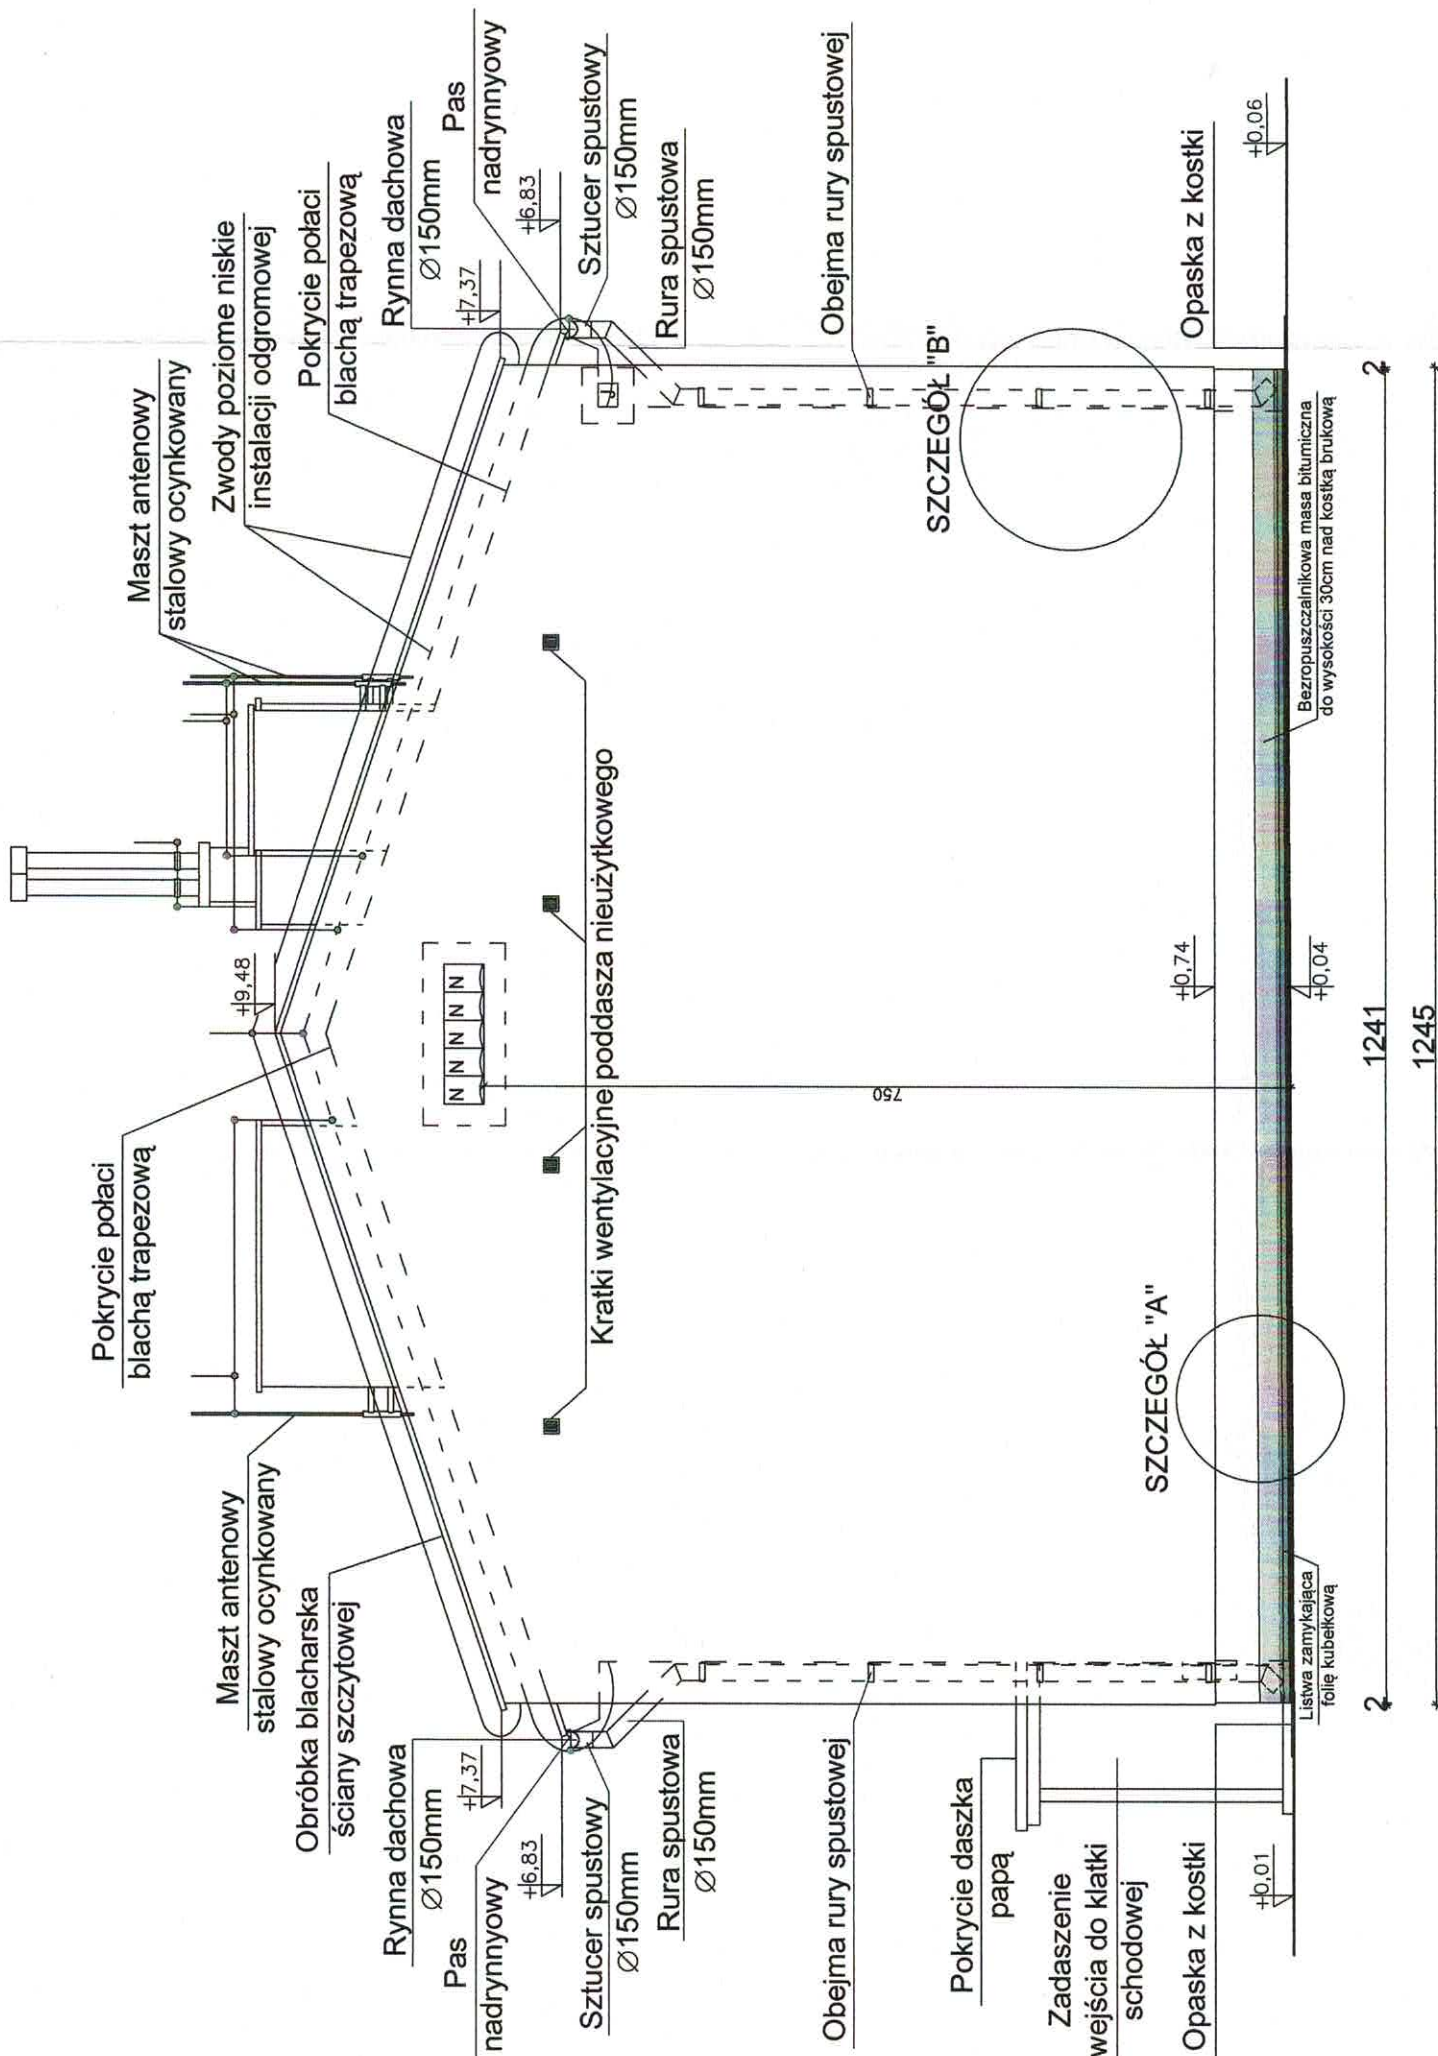 Maszt antenowy
stalowy ocynkowany
Zwody poziome niskie
instalacji odgromowej
Pokrycie połaci
blachą trapezową
Rynna dachowa
Ø150mm
Pas
nadrynnyowy
+7,37
+6,83
Sztucer spustowy
Ø150mm
Rura spustowa
Ø150mm
Obejma rury spustowej
SZCZEGÓŁ "B"
Opaska z kostki
+0,06
Pokrycie połaci
blachą trapezową
+9,48
N N N N N
Kratki wentylacyjne poddasza nieużytkowego
750
+0,74
+0,04
Bezropuszczalnikowa masa bitumiczna
do wysokości 30cm nad kostką brukową
Maszt antenowy
stalowy ocynkowany
Obróbka blacharska
ściany szczytowej
Rynna dachowa
Ø150mm
Pas
nadrynnyowy
+7,37
+6,83
Sztucer spustowy
Ø150mm
Rura spustowa
Ø150mm
Obejma rury spustowej
Pokrycie daszka
papą
Zadaszenie
wejścia do klatki
schodowej
Opaska z kostki
+0,01
SZCZEGÓŁ "A"
Listwa zamykająca
folię kubełkową
2
1241
2
1245